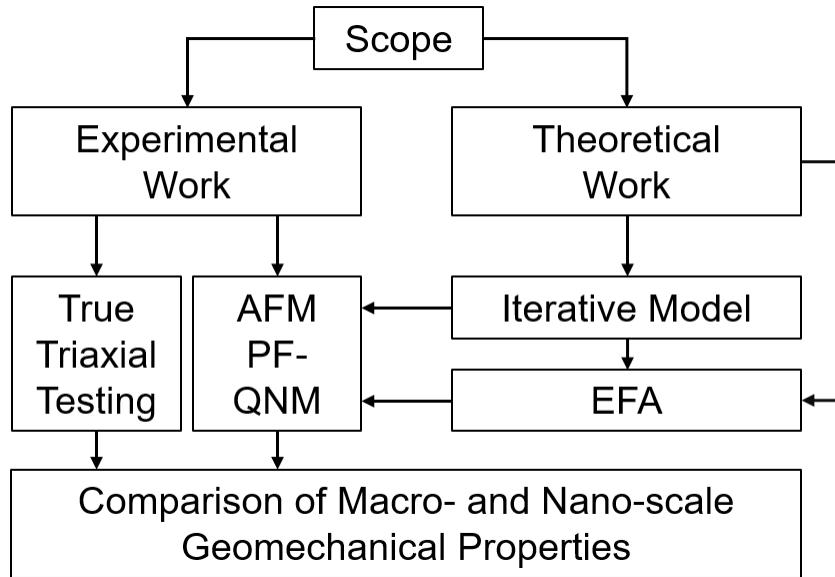 Scope
Experimental
Work
Theoretical
Work
True
Triaxial
Testing
AFM
PF-
QNM
Iterative Model
EFA
Comparison of Macro- and Nano-scale
Geomechanical Properties